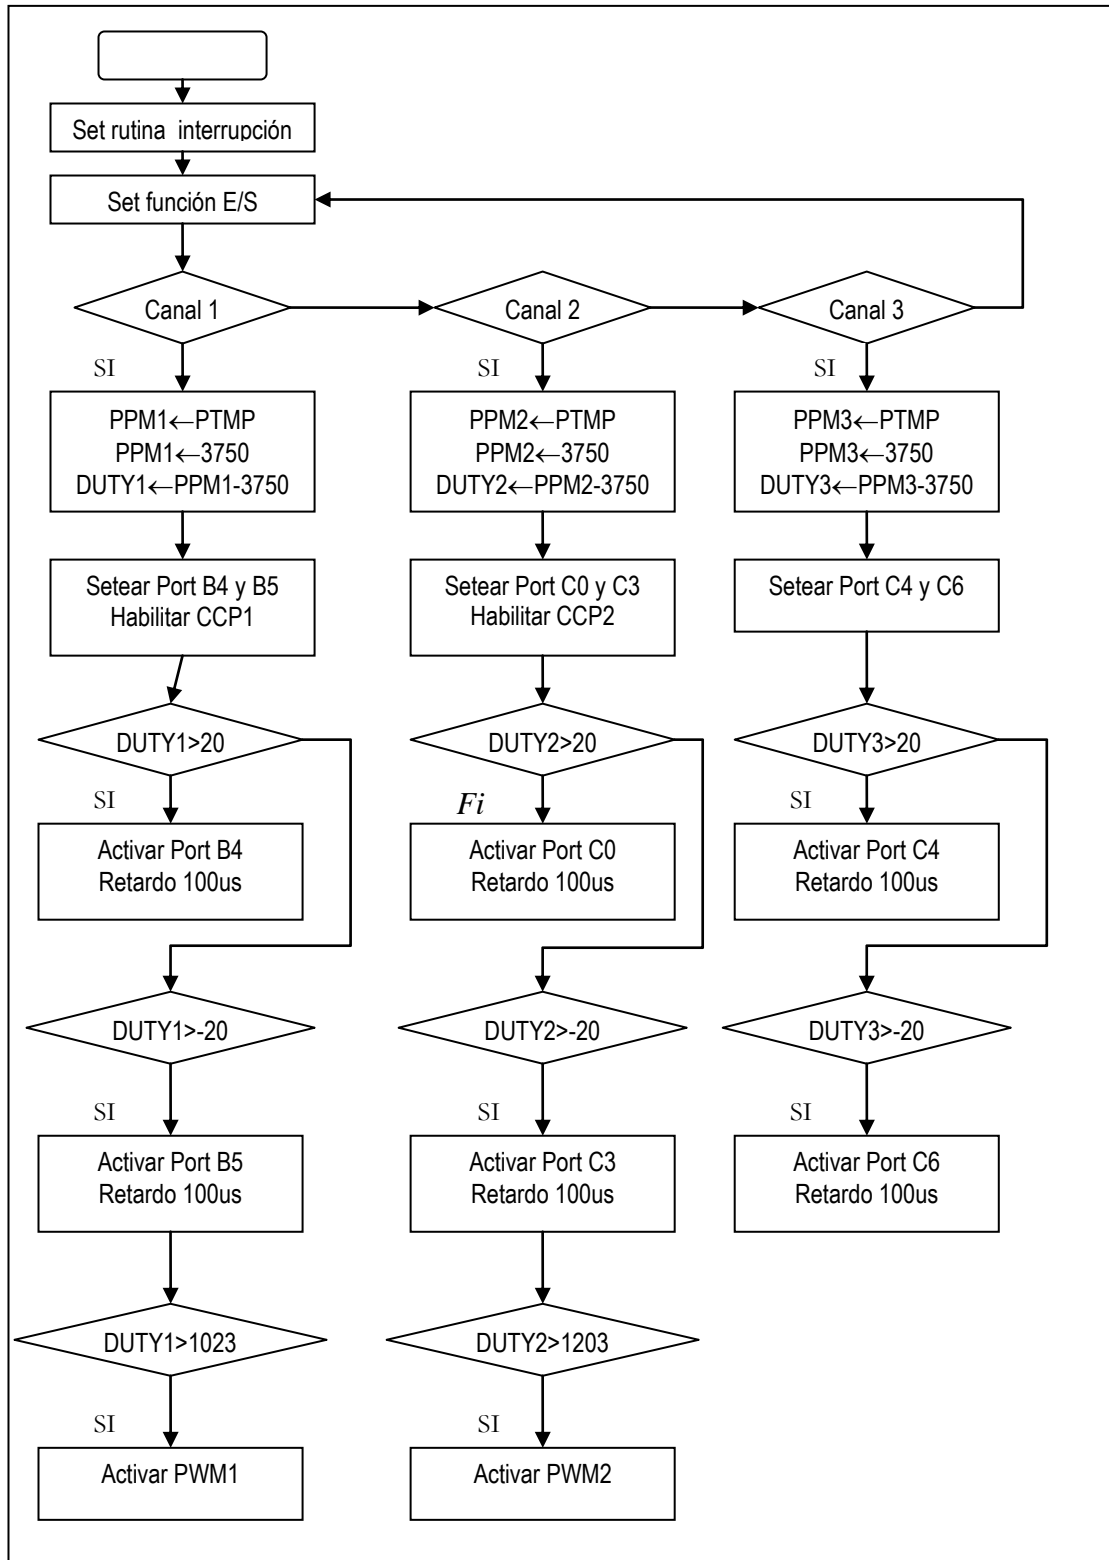 Set rutina interrupción
Set función E/S
Canal 1
Canal 2
Canal 3
SI
SI
SI
PPM1←PTMP
PPM1←3750
DUTY1←PPM1-3750
PPM2←PTMP
PPM2←3750
DUTY2←PPM2-3750
PPM3←PTMP
PPM3←3750
DUTY3←PPM3-3750
Setear Port B4 y B5
Habilitar CCP1
Setear Port C0 y C3
Habilitar CCP2
Setear Port C4 y C6
DUTY1>20
DUTY2>20
DUTY3>20
SI
Fi
SI
Activar Port B4
Retardo 100us
Activar Port C0
Retardo 100us
Activar Port C4
Retardo 100us
DUTY1>-20
DUTY2>-20
DUTY3>-20
SI
SI
SI
Activar Port B5
Retardo 100us
Activar Port C3
Retardo 100us
Activar Port C6
Retardo 100us
DUTY1>1023
DUTY2>1203
SI
SI
Activar PWM1
Activar PWM2